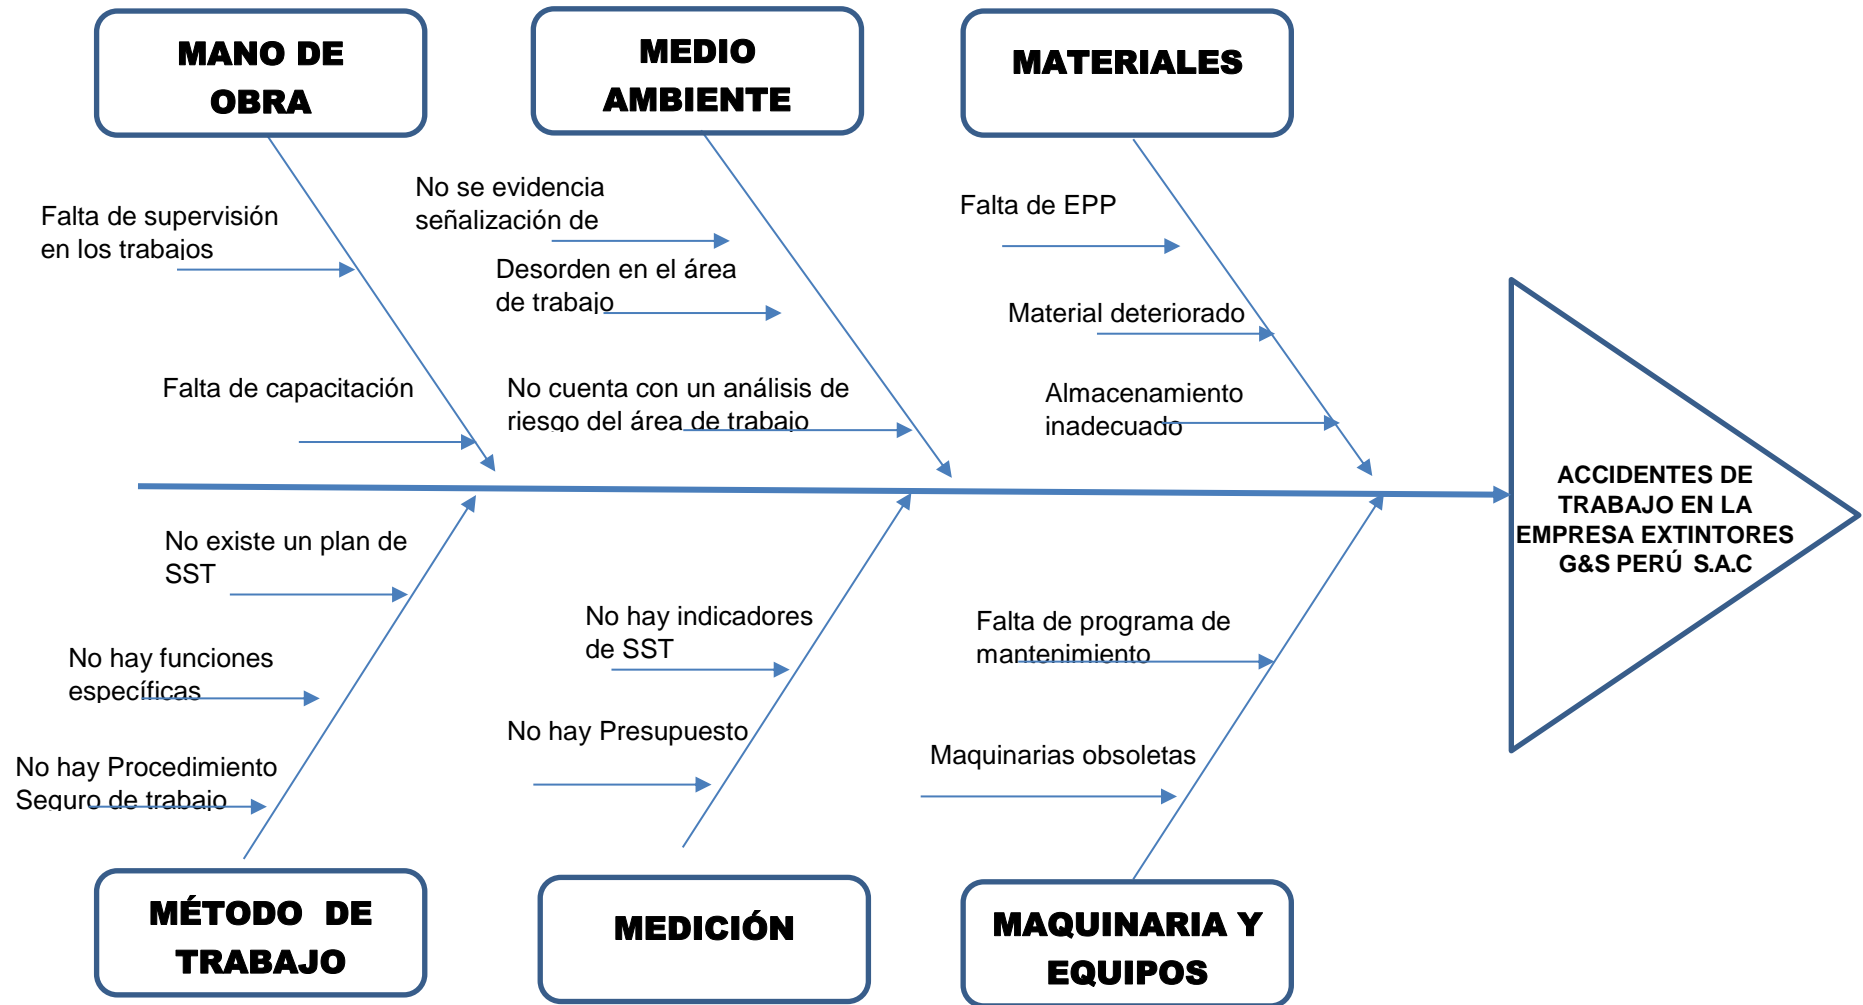 MANO DE
OBRA
MEDIO
AMBIENTE
MATERIALES
Falta de supervisión
en los trabajos
Falta de capacitación
No se evidencia
señalización de
Desorden en el área
de trabajo
No cuenta con un análisis de
riesgo del área de trabajo
Falta de EPP
Material deteriorado
Almacenamiento
inadecuado
ACCIDENTES DE
TRABAJO EN LA
EMPRESA EXTINTORES
G&S PERÚ S.A.C
No existe un plan de
SST
No hay funciones
específicas
No hay Procedimiento
Seguro de trabajo
No hay indicadores
de SST
No hay Presupuesto
Falta de programa de
mantenimiento
Maquinarias obsoletas
MÉTODO DE
TRABAJO
MEDICIÓN
MAQUINARIA Y
EQUIPOS